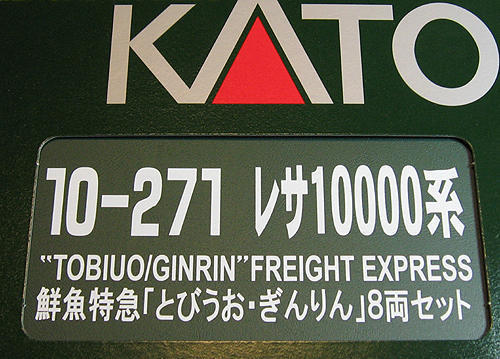 KATO
10-271 レサ10000系
"TOBIUO/GINRIN"FREIGHT EXPRESS
鮮魚特急「とびうお・ぎんりん」8両セット